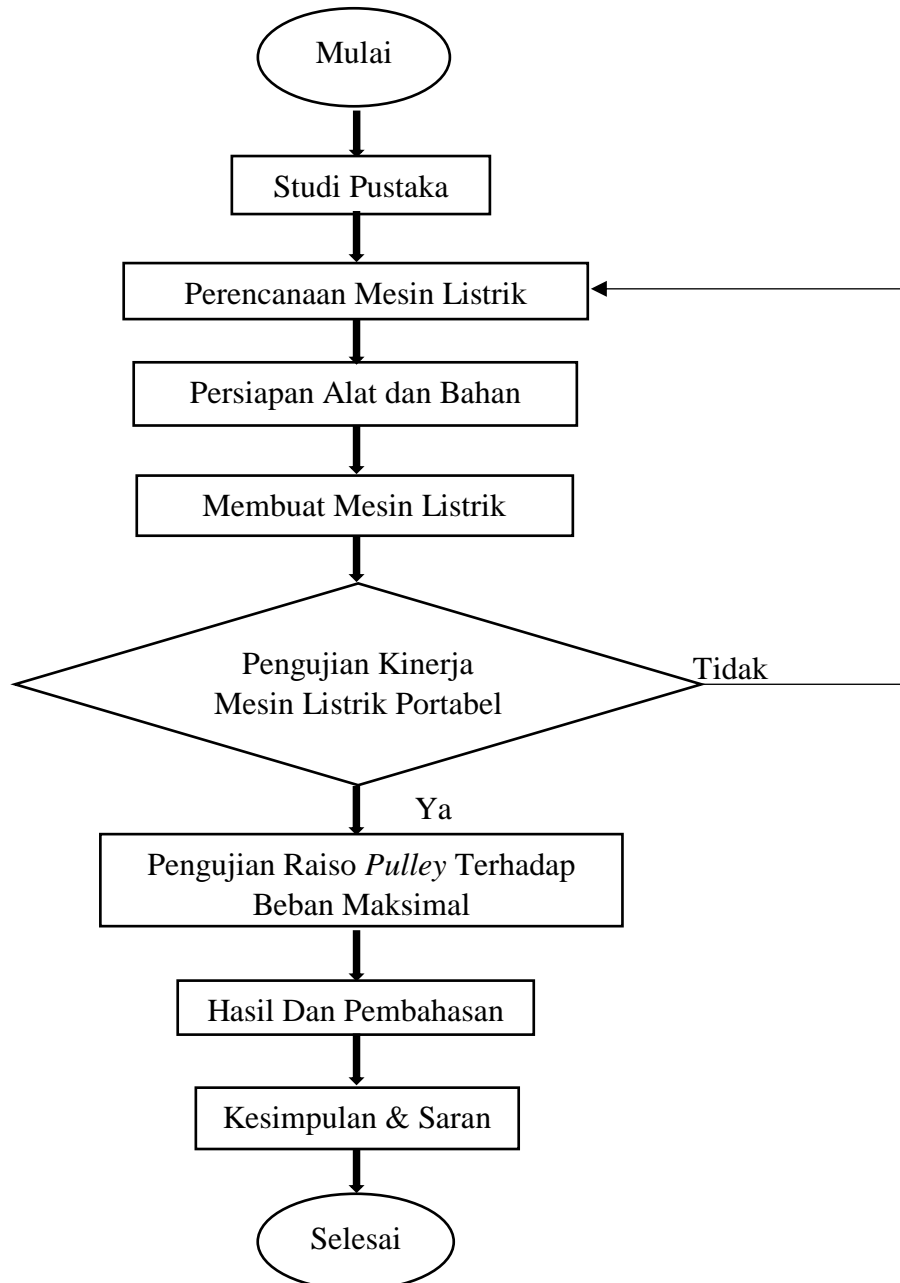 Mulai
Studi Pustaka
Perencanaan Mesin Listrik
Persiapan Alat dan Bahan
Membuat Mesin Listrik
Pengujian Kinerja
Mesin Listrik Portabel
Tidak
Ya
Pengujian Raiso Pulley Terhadap
Beban Maksimal
Hasil Dan Pembahasan
Kesimpulan & Saran
Selesai